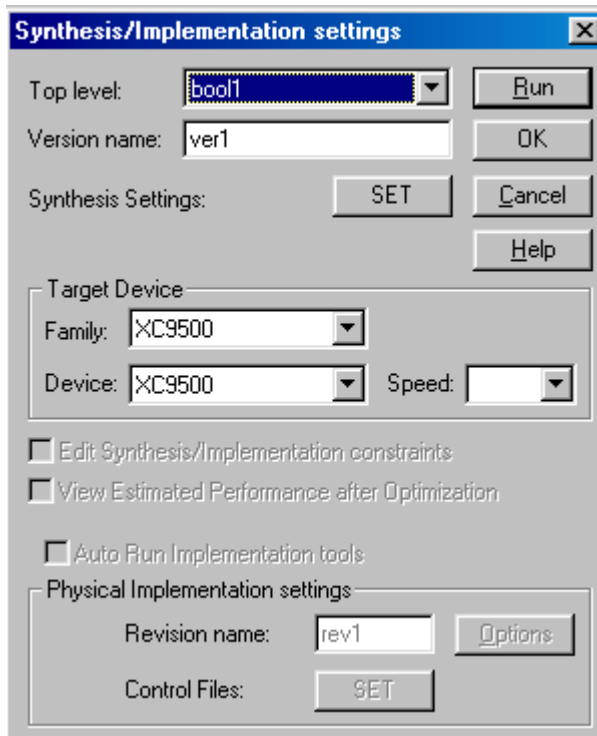 Synthesis/Implementation settings
Top level: bool1 Run
Version name: ver1 OK
Synthesis Settings: SET Cancel
Help
Target Device
Family: XC9500
Device: XC9500 Speed:
Edit Synthesis/Implementation constraints
View Estimated Performance after Optimization
Auto Run Implementation tools
Physical Implementation settings
Revision name: rev1 Options
Control Files: SET